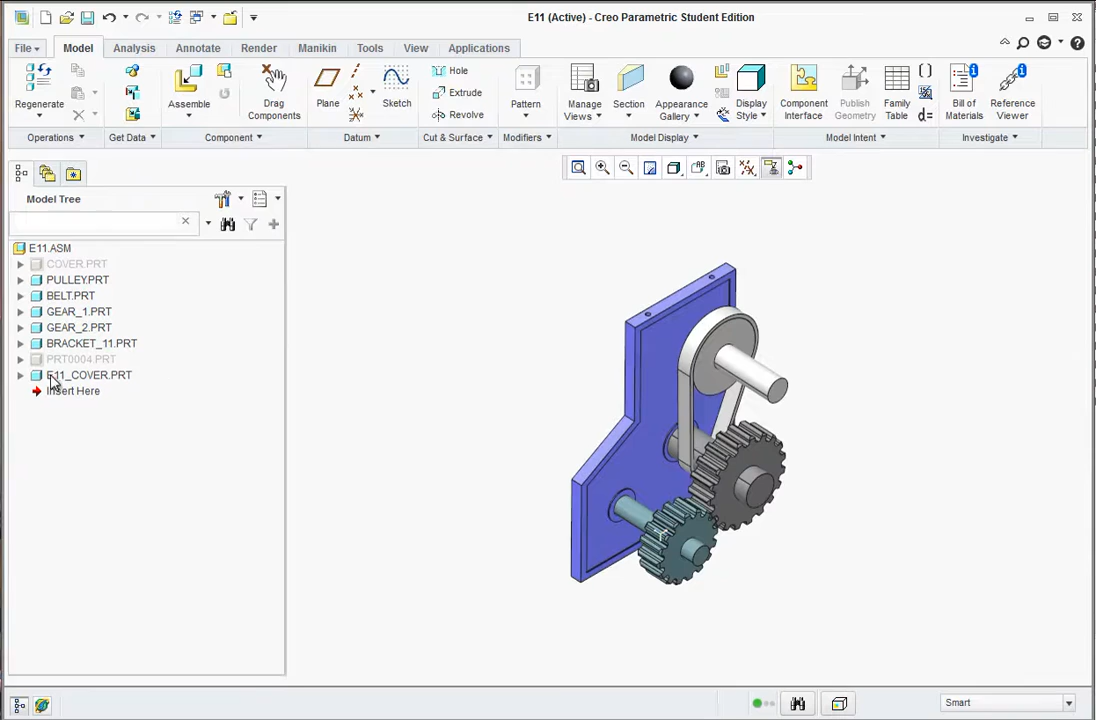 E11 (Active) - Creo Parametric Student Edition
File Model Analysis Annotate Render Manikin Tools View Applications
Regenerate
Assemble
Drag Components
Plane
Sketch
Hole
Extrude
Revolve
Pattern
Manage Views
Section
Appearance Gallery
Display Style
Component Interface
Publish Geometry
Family Table
Bill of Materials
Reference Viewer
Operations Get Data Component Datum Cut & Surface Modifiers Model Display Model Intent Investigate
Model Tree
E11.ASM
COVER.PRT
PULLEY.PRT
BELT.PRT
GEAR_1.PRT
GEAR_2.PRT
BRACKET_11.PRT
PRT0004.PRT
E11_COVER.PRT
Insert Here
Smart